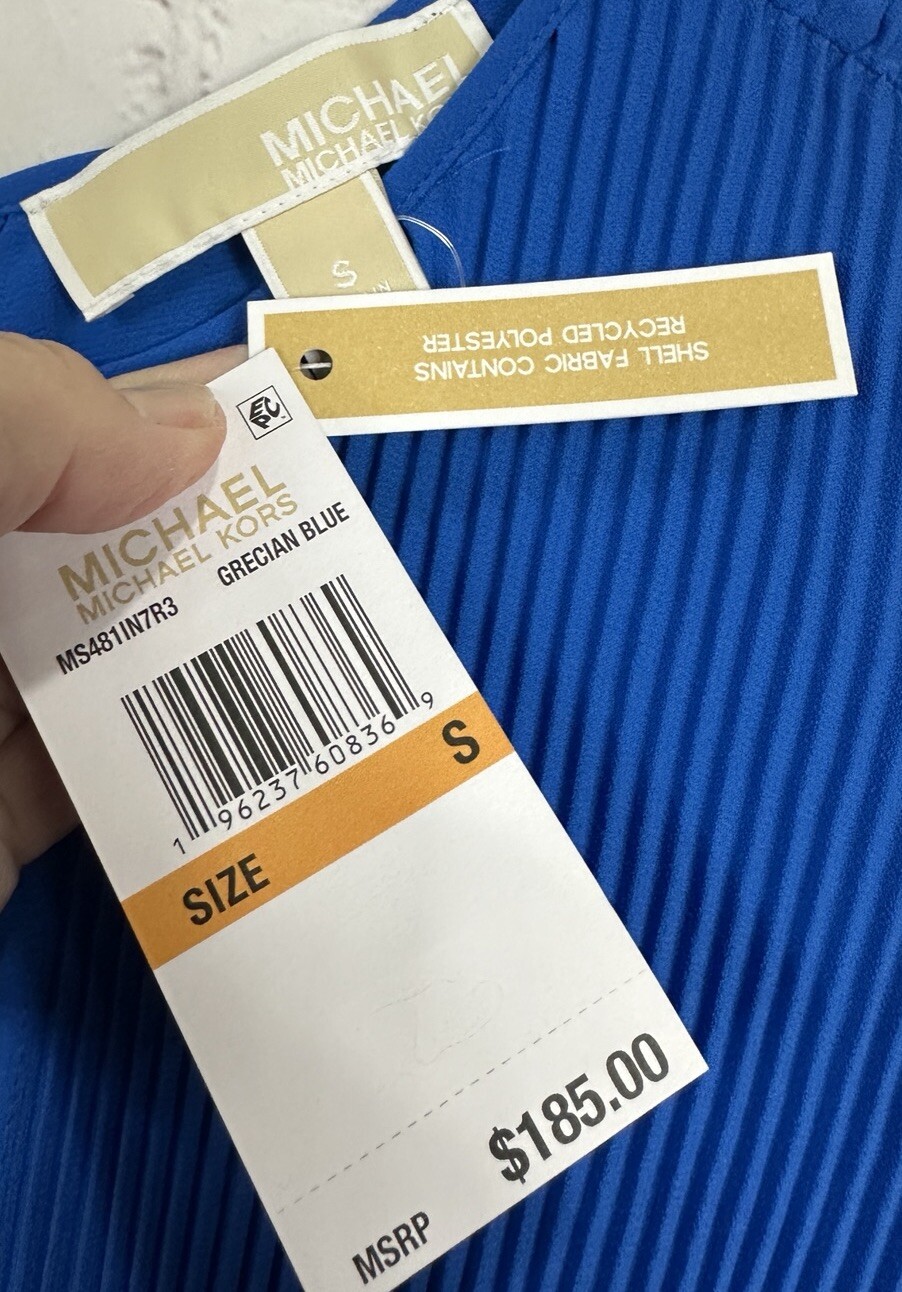 MICHAEL
MICHAEL
S
SHELL FABRIC CONTAINS
RECYCLED POLYESTER
EPC
MICHAEL
MICHAEL KORS
MS481IN7R3 GRECIAN BLUE
1 96237 60836 9
SIZE S
MSRP $185.00